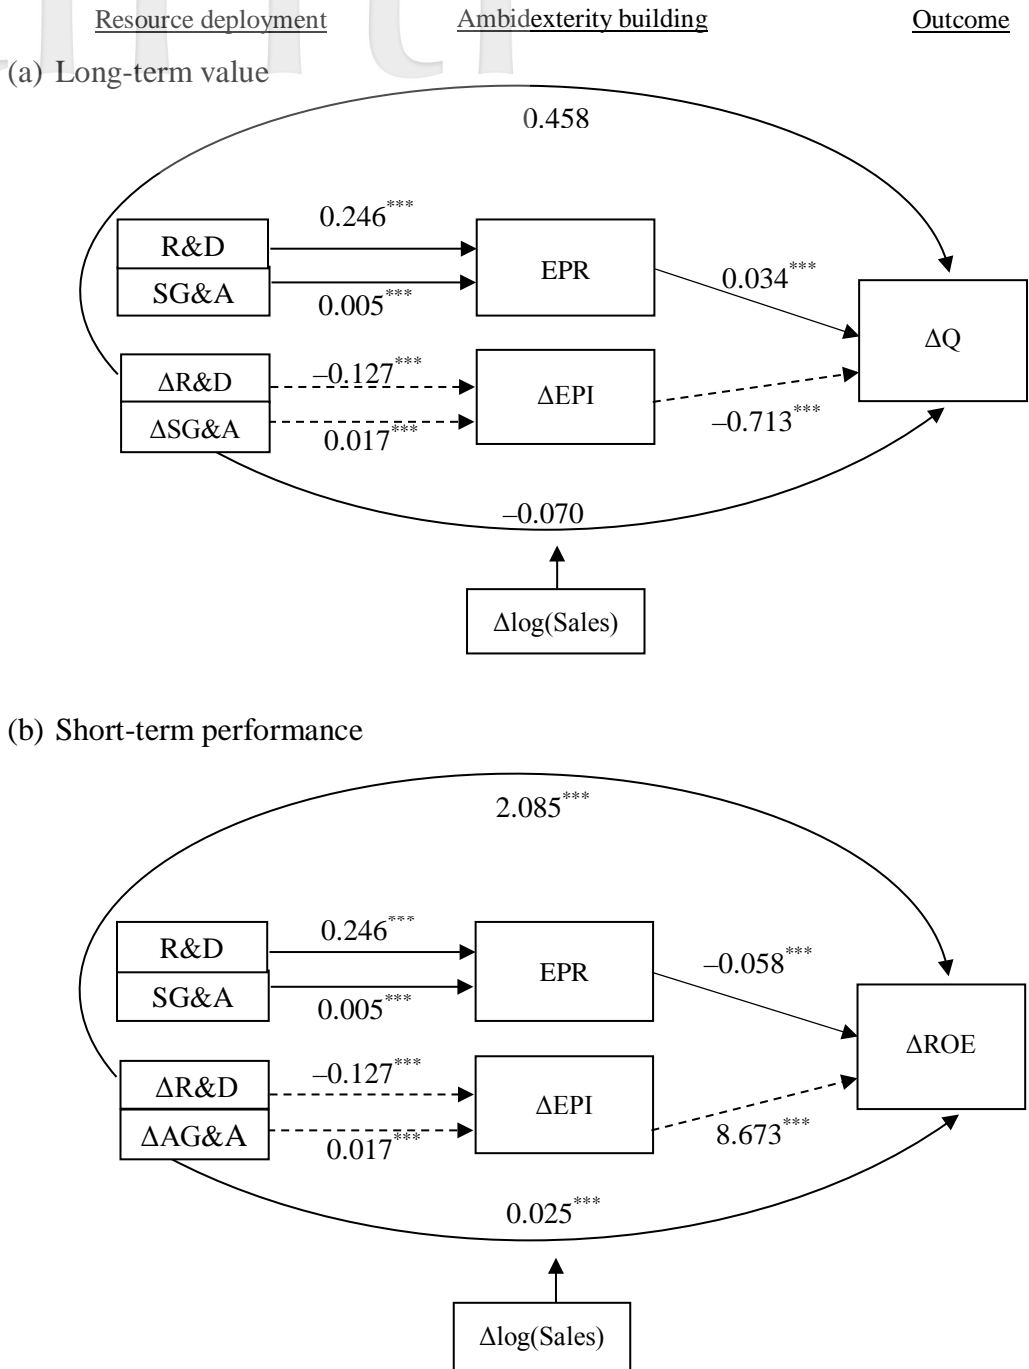 Resource deployment Ambidexterity building Outcome
(a) Long-term value
0.458
0.246***
R&D
EPR
SG&A
0.034***
0.005***
ΔQ
ΔR&D
–0.127***
ΔEPI
ΔSG&A
0.017***
–0.713***
–0.070
Δlog(Sales)
(b) Short-term performance
2.085***
0.246***
R&D
EPR
SG&A
–0.058***
0.005***
ΔROE
ΔR&D
–0.127***
ΔEPI
ΔAG&A
0.017***
8.673***
0.025***
Δlog(Sales)